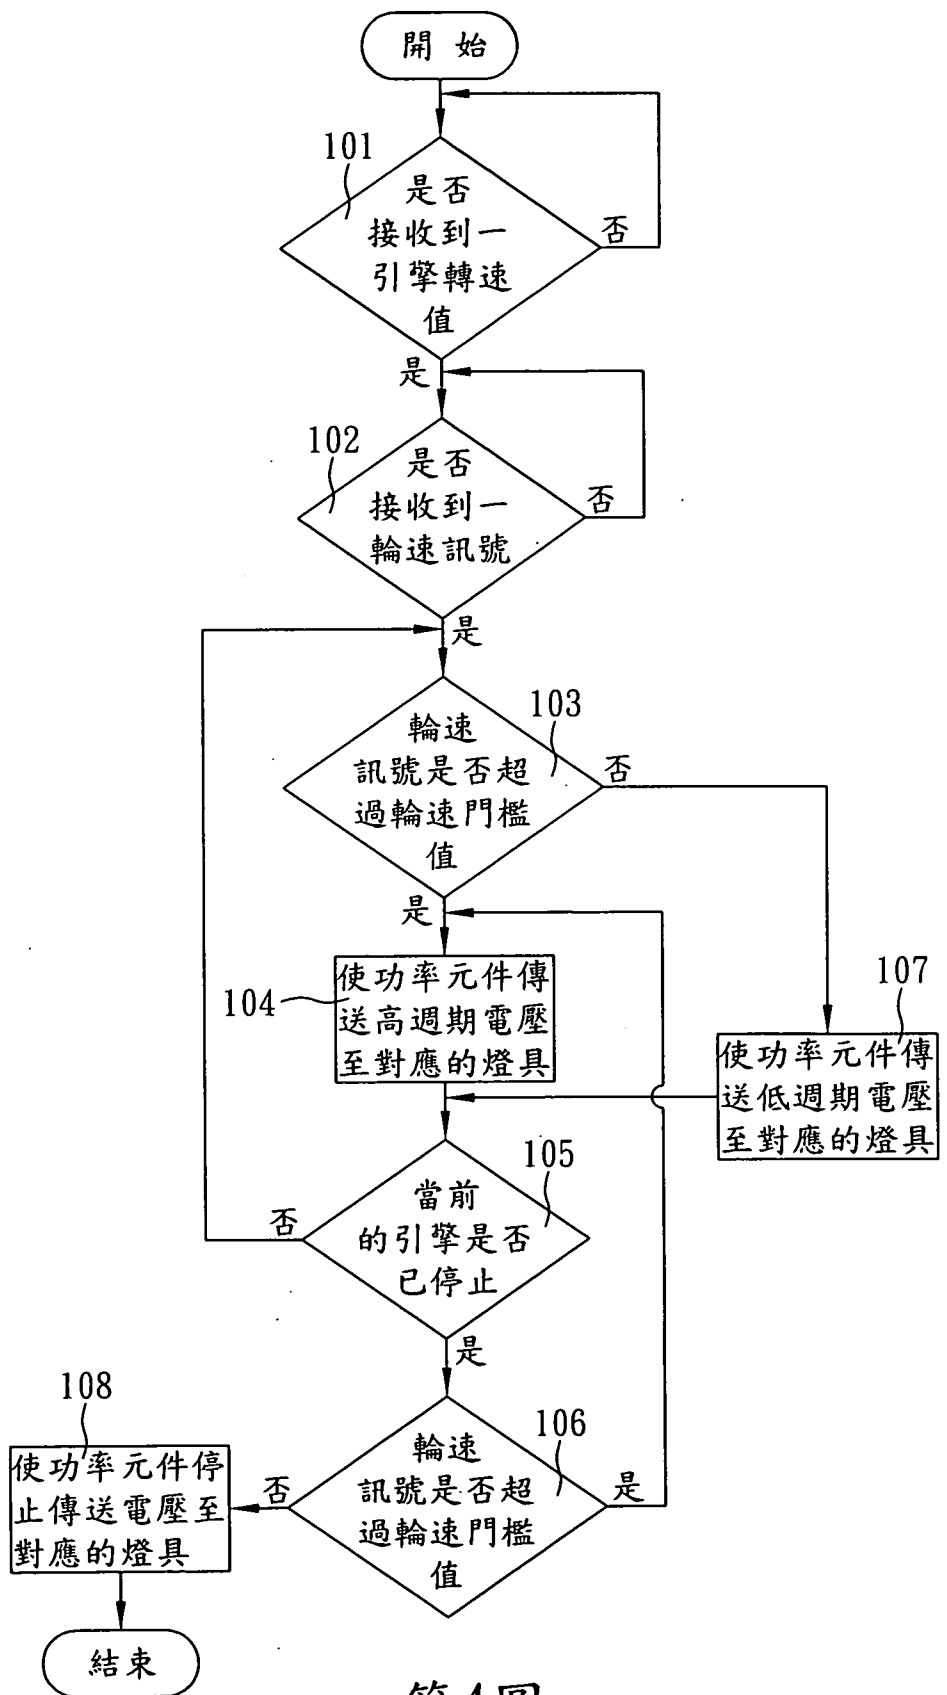 開始
101
是否
接收到一
引擎轉速
值
否
是
102
是否
接收到一
輪速訊號
否
是
103
輪速
訊號是否超
過輪速門檻
值
否
是
104
使功率元件傳
送高週期電壓
至對應的燈具
107
使功率元件傳
送低週期電壓
至對應的燈具
105
當前
的引擎是否
已停止
否
是
106
輪速
訊號是否超
過輪速門檻
值
是
否
108
使功率元件停
止傳送電壓至
對應的燈具
結束
第4圖